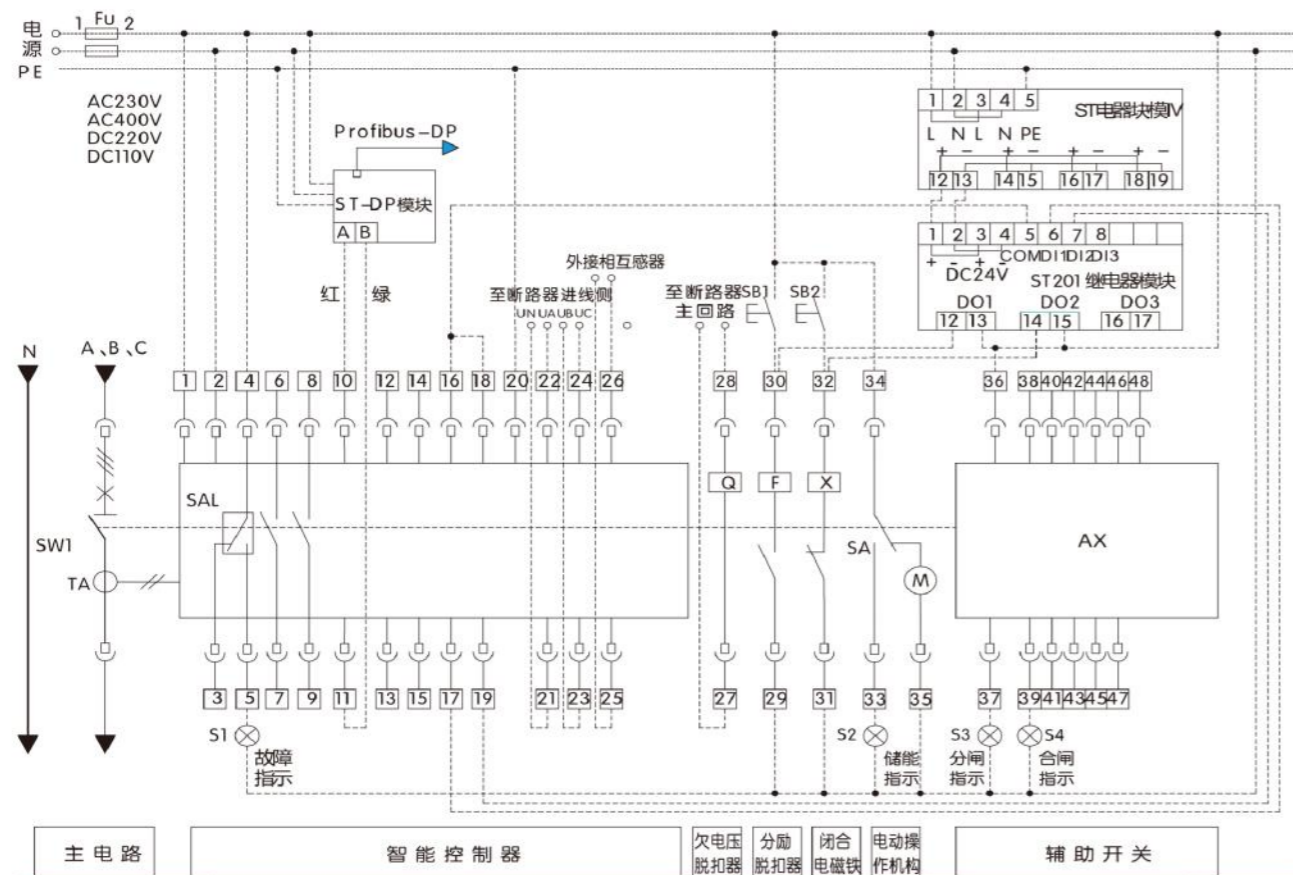 电源 1 Fu 2
PE
AC230V
AC400V
DC220V
DC110V
Profibus-DP
ST-DP模块
A B
红 绿
1 2 3 4 5
ST电器块模IV
L N L N PE
+ - + - + - + -
12 13 14 15 16 17 18 19
1 2 3 4 5 6 7 8
COM DI1 DI2 DI3
+ - + -
DC24V
ST201 继电器模块
DO1 DO2 DO3
12 13 14 15 16 17
外接相互感器
至断路器进线侧
UN UA UB UC
至断路器
主回路
SB1 SB2
N
A、B、C
1 2 4 6 8 10 12 14 16 18 20 22 24 26 28 30 32 34 36 38 40 42 44 46 48
SAL
Q F X
SW1
SA
AX
TA
M
3 5 7 9 11 13 15 17 19 21 23 25 27 29 31 33 35 37 39 41 43 45 47
S1
故障
指示
S2
储能
指示
S3
分闸
指示
S4
合闸
指示
主电路
智能控制器
欠电压
脱扣器
分励
脱扣器
闭合
电磁铁
电动操
作机构
辅助开关